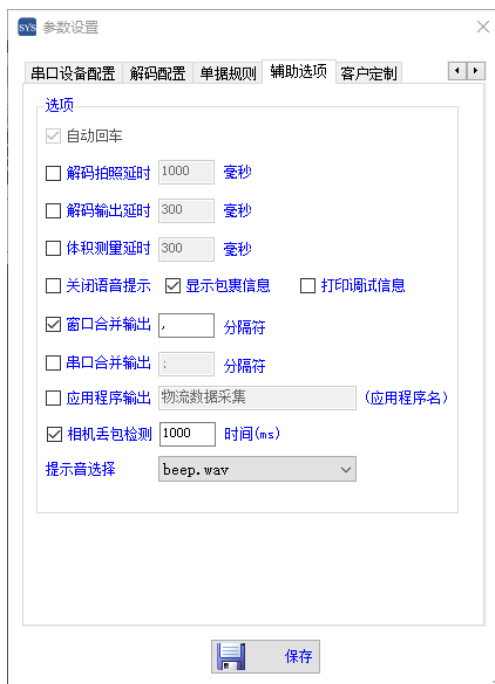 SYS 参数设置
串口设备配置 解码配置 单据规则 辅助选项 客户定制
选项
自动回车
解码拍照延时 1000 毫秒
解码输出延时 300 毫秒
体积测量延时 300 毫秒
关闭语音提示 显示包裹信息 打印调试信息
窗口合并输出 , 分隔符
串口合并输出 ; 分隔符
应用程序输出 物流数据采集 (应用程序名)
相机丢包检测 1000 时间(ms)
提示音选择 beep.wav
保存